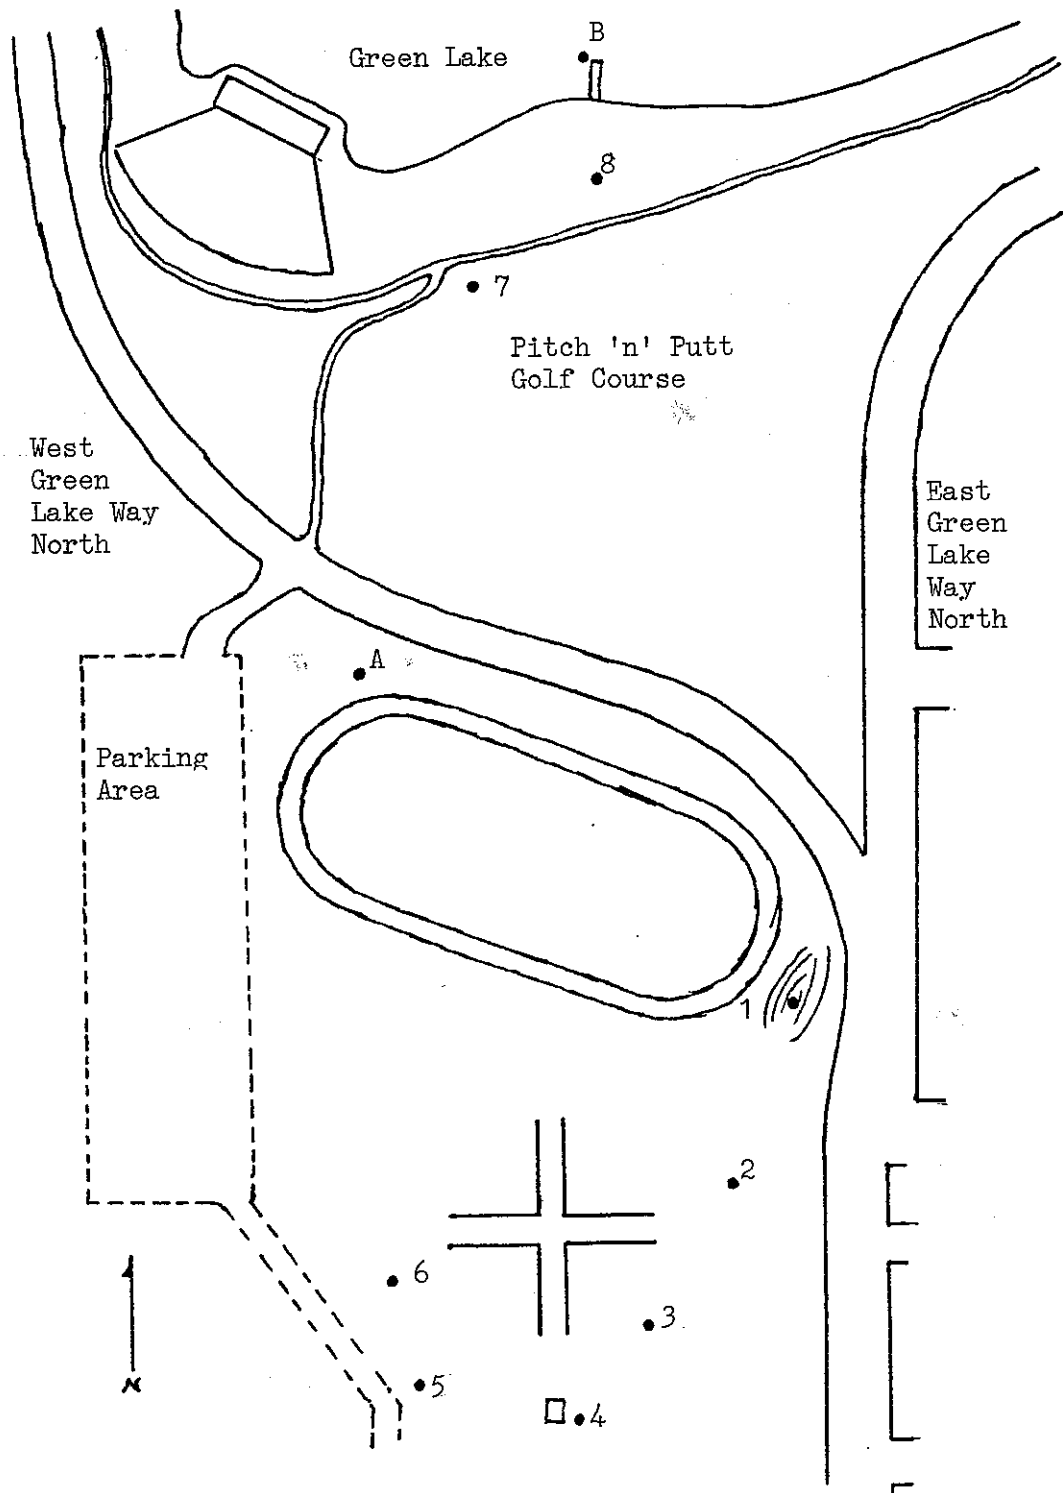 Green Lake
B
8
7
Pitch 'n' Putt
Golf Course
West
Green
Lake Way
North
East
Green
Lake
Way
North
A
Parking
Area
1
2
6
3
5
4
N